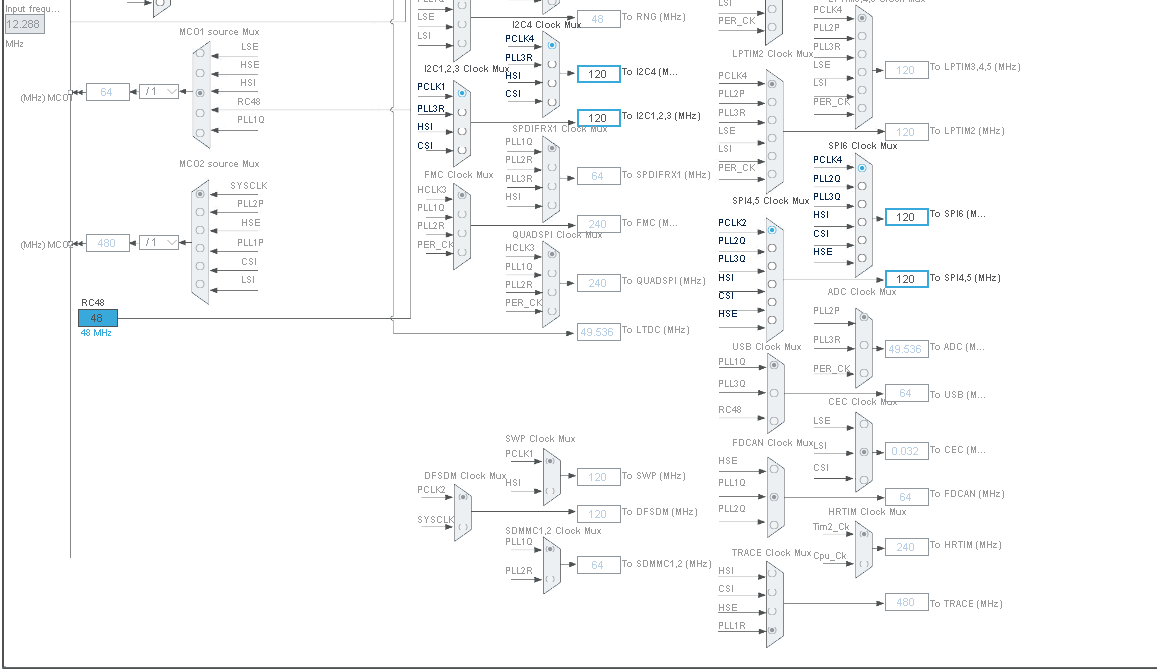 Input frequ...
12.288
MHz
MCO1 source Mux
LSE
HSE
HSI
RC48
PLL1Q
(MHz) MCO1
64
/ 1
MCO2 source Mux
SYSCLK
PLL2P
HSE
PLL1P
CSI
LSI
(MHz) MCO2
480
/ 1
RC48
48
48 MHz
LSE
LSI
48
To RNG (MHz)
I2C4 Clock Mux
PCLK4
PLL3R
HSI
CSI
120
To I2C4 (M...
I2C1,2,3 Clock Mux
PCLK1
PLL3R
HSI
CSI
120
To I2C1,2,3 (MHz)
SPDIFRX1 Clock Mux
PLL1Q
PLL2R
PLL3R
HSI
64
To SPDIFRX1 (MHz)
FMC Clock Mux
HCLK3
PLL1Q
PLL2R
PER_CK
240
To FMC (M...
QUADSPI Clock Mux
HCLK3
PLL1Q
PLL2R
PER_CK
240
To QUADSPI (MHz)
49.536
To LTDC (MHz)
SWP Clock Mux
PCLK1
HSI
120
To SWP (MHz)
DFSDM Clock Mux
PCLK2
SYSCLK
120
To DFSDM (MHz)
SDMMC1,2 Clock Mux
PLL1Q
PLL2R
64
To SDMMC1,2 (MHz)
LSI
PER_CK
LPTIM2 Clock Mux
PCLK4
PLL2P
PLL3R
LSE
LSI
PER_CK
120
To LPTIM2 (MHz)
PCLK4
PLL2P
PLL3R
LSE
LSI
PER_CK
120
To LPTIM3,4,5 (MHz)
SPI6 Clock Mux
PCLK4
PLL2Q
PLL3Q
HSI
CSI
HSE
120
To SPI6 (M...
SPI4,5 Clock Mux
PCLK2
PLL2Q
PLL3Q
HSI
CSI
HSE
120
To SPI4,5 (MHz)
ADC Clock Mux
PLL2P
PLL3R
PER_CK
49.536
To ADC (M...
USB Clock Mux
PLL1Q
PLL3Q
RC48
64
To USB (M...
CEC Clock Mux
LSE
LSI
CSI
0.032
To CEC (M...
FDCAN Clock Mux
HSE
PLL1Q
PLL2Q
64
To FDCAN (MHz)
HRTIM Clock Mux
Tim2_Ck
Cpu_Ck
240
To HRTIM (MHz)
TRACE Clock Mux
HSI
CSI
HSE
PLL1R
480
To TRACE (MHz)